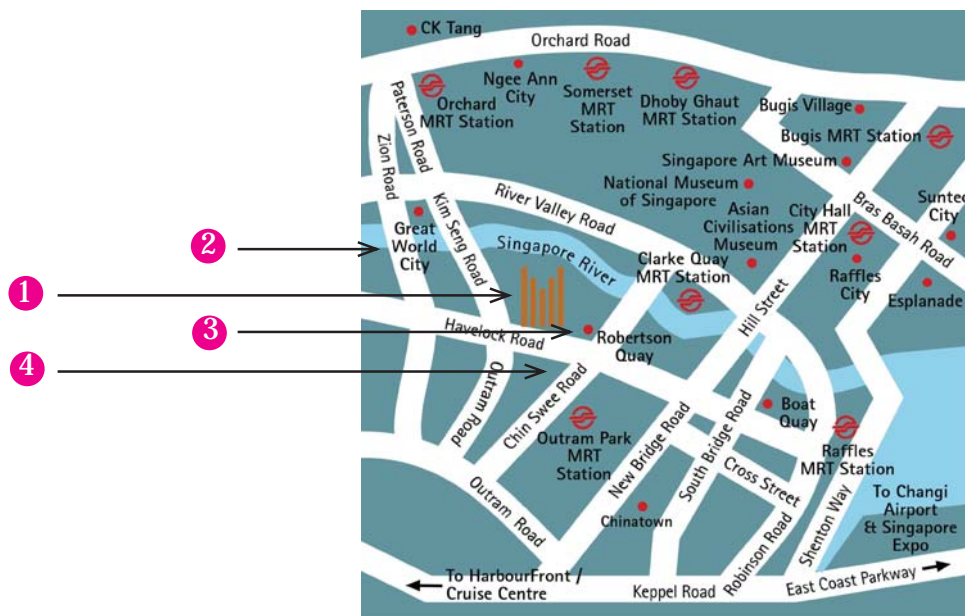 CK Tang
Orchard Road
Ngee Ann
City
Somerset
MRT
Station
Dhoby Ghaut
MRT Station
Orchard
MRT Station
Paterson Road
Zion Road
Bugis Village
Bugis MRT Station
Singapore Art Museum
National Museum
of Singapore
Suntec
City
Bras Basah Road
River Valley Road
Kim Seng Road
Great
World
City
Asian
Civilisations
Museum
City Hall
MRT
Station
Singapore River
Clarke Quay
MRT Station
Raffles
City
Esplanade
Hill Street
2
1
3
4
Havelock Road
Robertson
Quay
Outram Road
Chin Swee Road
Boat
Quay
Outram Park
MRT
Station
New Bridge Road
South Bridge Road
Raffles
MRT Station
Cross Street
Outram Road
Chinatown
Robinson Road
Shenton Way
To Changi
Airport
& Singapore
Expo
To HarbourFront /
Cruise Centre
Keppel Road
East Coast Parkway